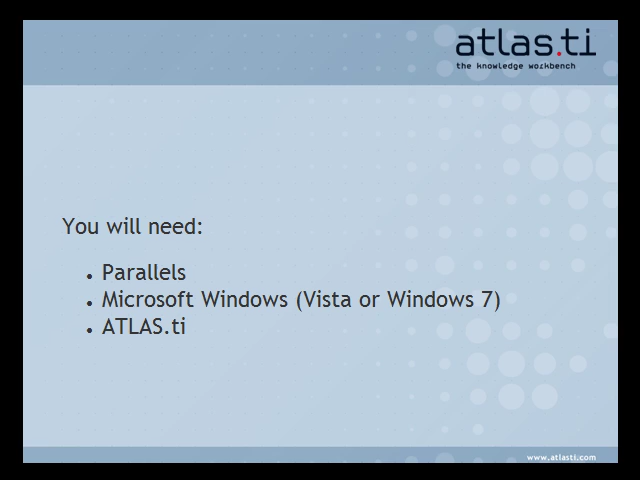 atlas.ti
the knowledge workbench
You will need:
• Parallels
• Microsoft Windows (Vista or Windows 7)
• ATLAS.ti
www.atlasti.com